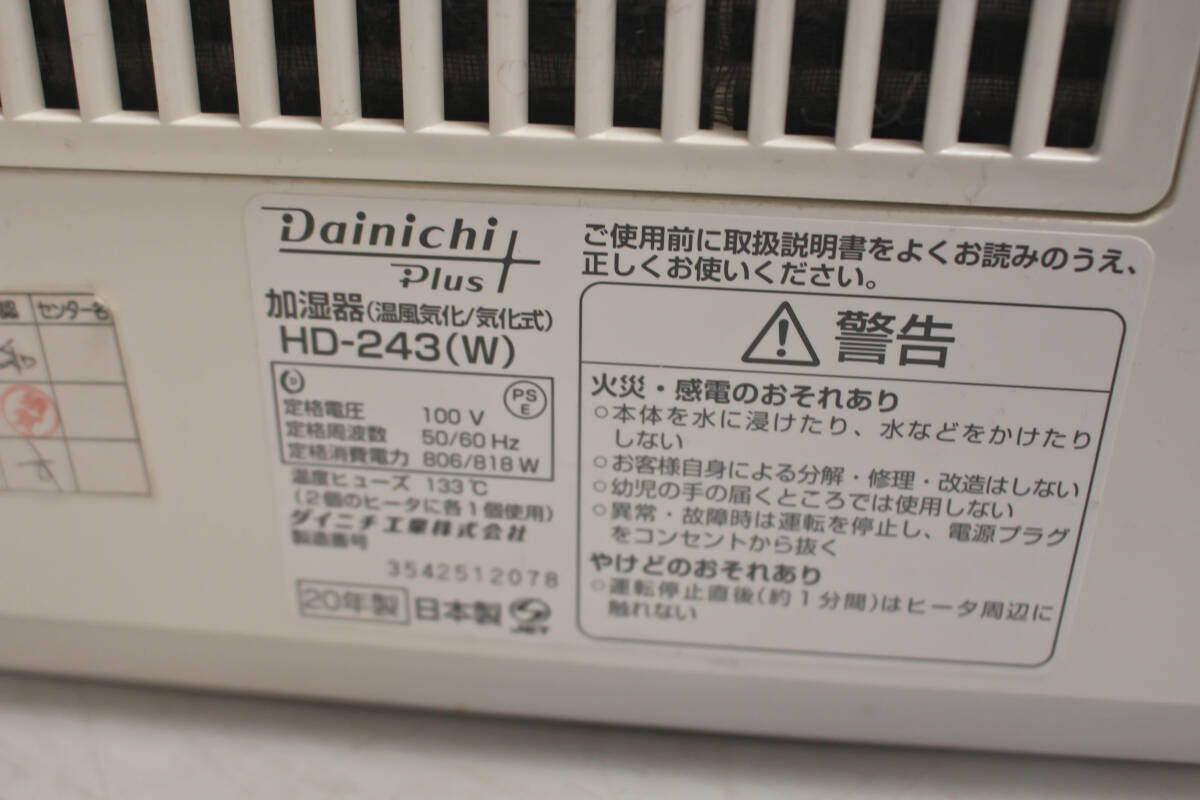 Dainichi
Plus
加湿器(温風気化/気化式)
HD-243(W)
PS
E
定格電圧 100 V
定格周波数 50/60 Hz
定格消費電力 806/818 W
温度ヒューズ 133℃
(2個のヒータに各1個使用)
ダイニチ工業株式会社
製造番号
3542512078
20年製 日本製
JET
ご使用前に取扱説明書をよくお読みのうえ、
正しくお使いください。
警告
火災・感電のおそれあり
○本体を水に浸けたり、水などをかけたり
しない
○お客様自身による分解・修理・改造はしない
○幼児の手の届くところでは使用しない
○異常・故障時は運転を停止し、電源プラグ
をコンセントから抜く
やけどのおそれあり
○運転停止直後(約1分間)はヒータ周辺に
触れない
認 センター名